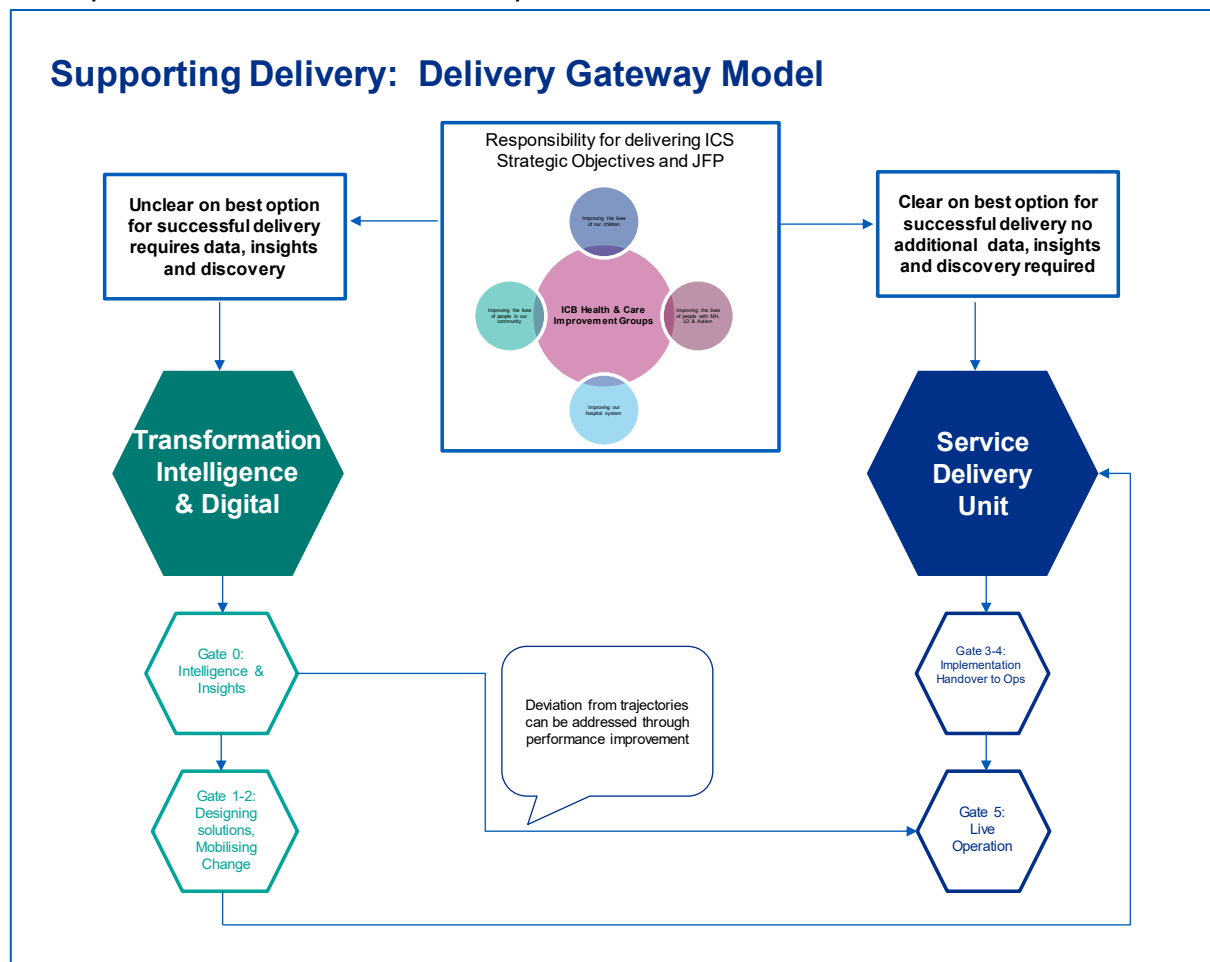 Supporting Delivery: Delivery Gateway Model
Responsibility for delivering ICS
Strategic Objectives and JFP
Unclear on best option
for successful delivery
requires data, insights
and discovery
Clear on best option for
successful delivery no
additional data, insights
and discovery required
Improving the lives
of our children
Improving the lives
of people in our
community
ICB Health & Care
Improvement Groups
Improving the lives
of people with MH,
LD & Autism
Improving our
hospital system
Transformation
Intelligence
& Digital
Service
Delivery
Unit
Gate 0:
Intelligence &
Insights
Deviation from trajectories
can be addressed through
performance improvement
Gate 3-4:
Implementation
Handover to Ops
Gate 1-2:
Designing
solutions,
Mobilising
Change
Gate 5:
Live
Operation